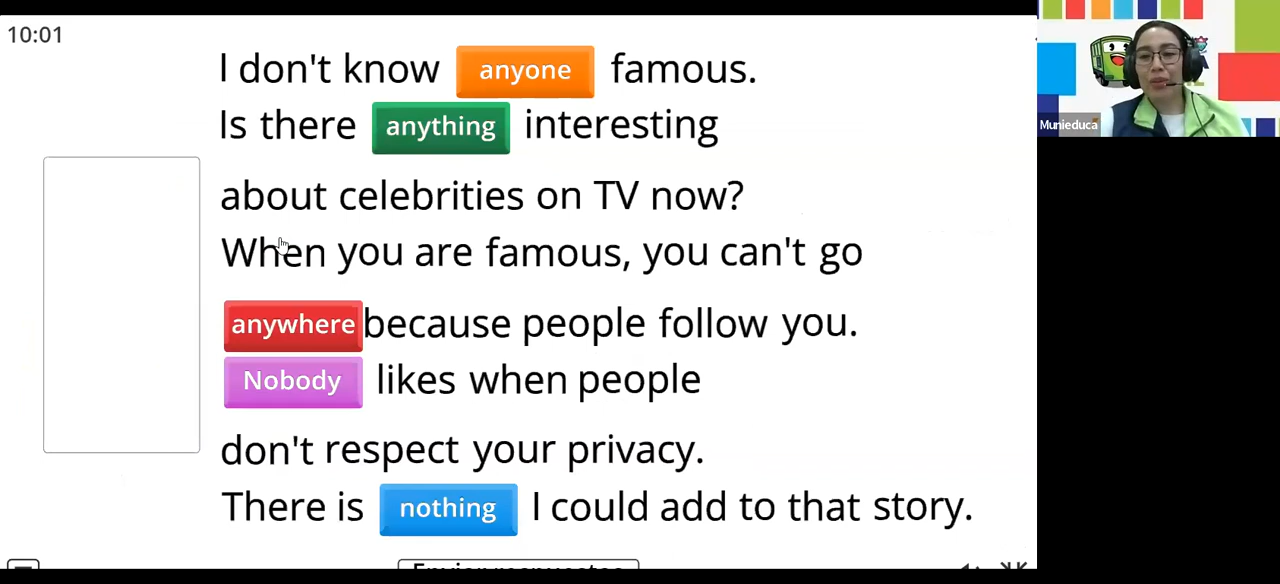 10:01
I don't know anyone famous.
Is there anything interesting
about celebrities on TV now?
When you are famous, you can't go
anywhere because people follow you.
Nobody likes when people
don't respect your privacy.
There is nothing I could add to that story.
Enviar respuestas
Munieduca